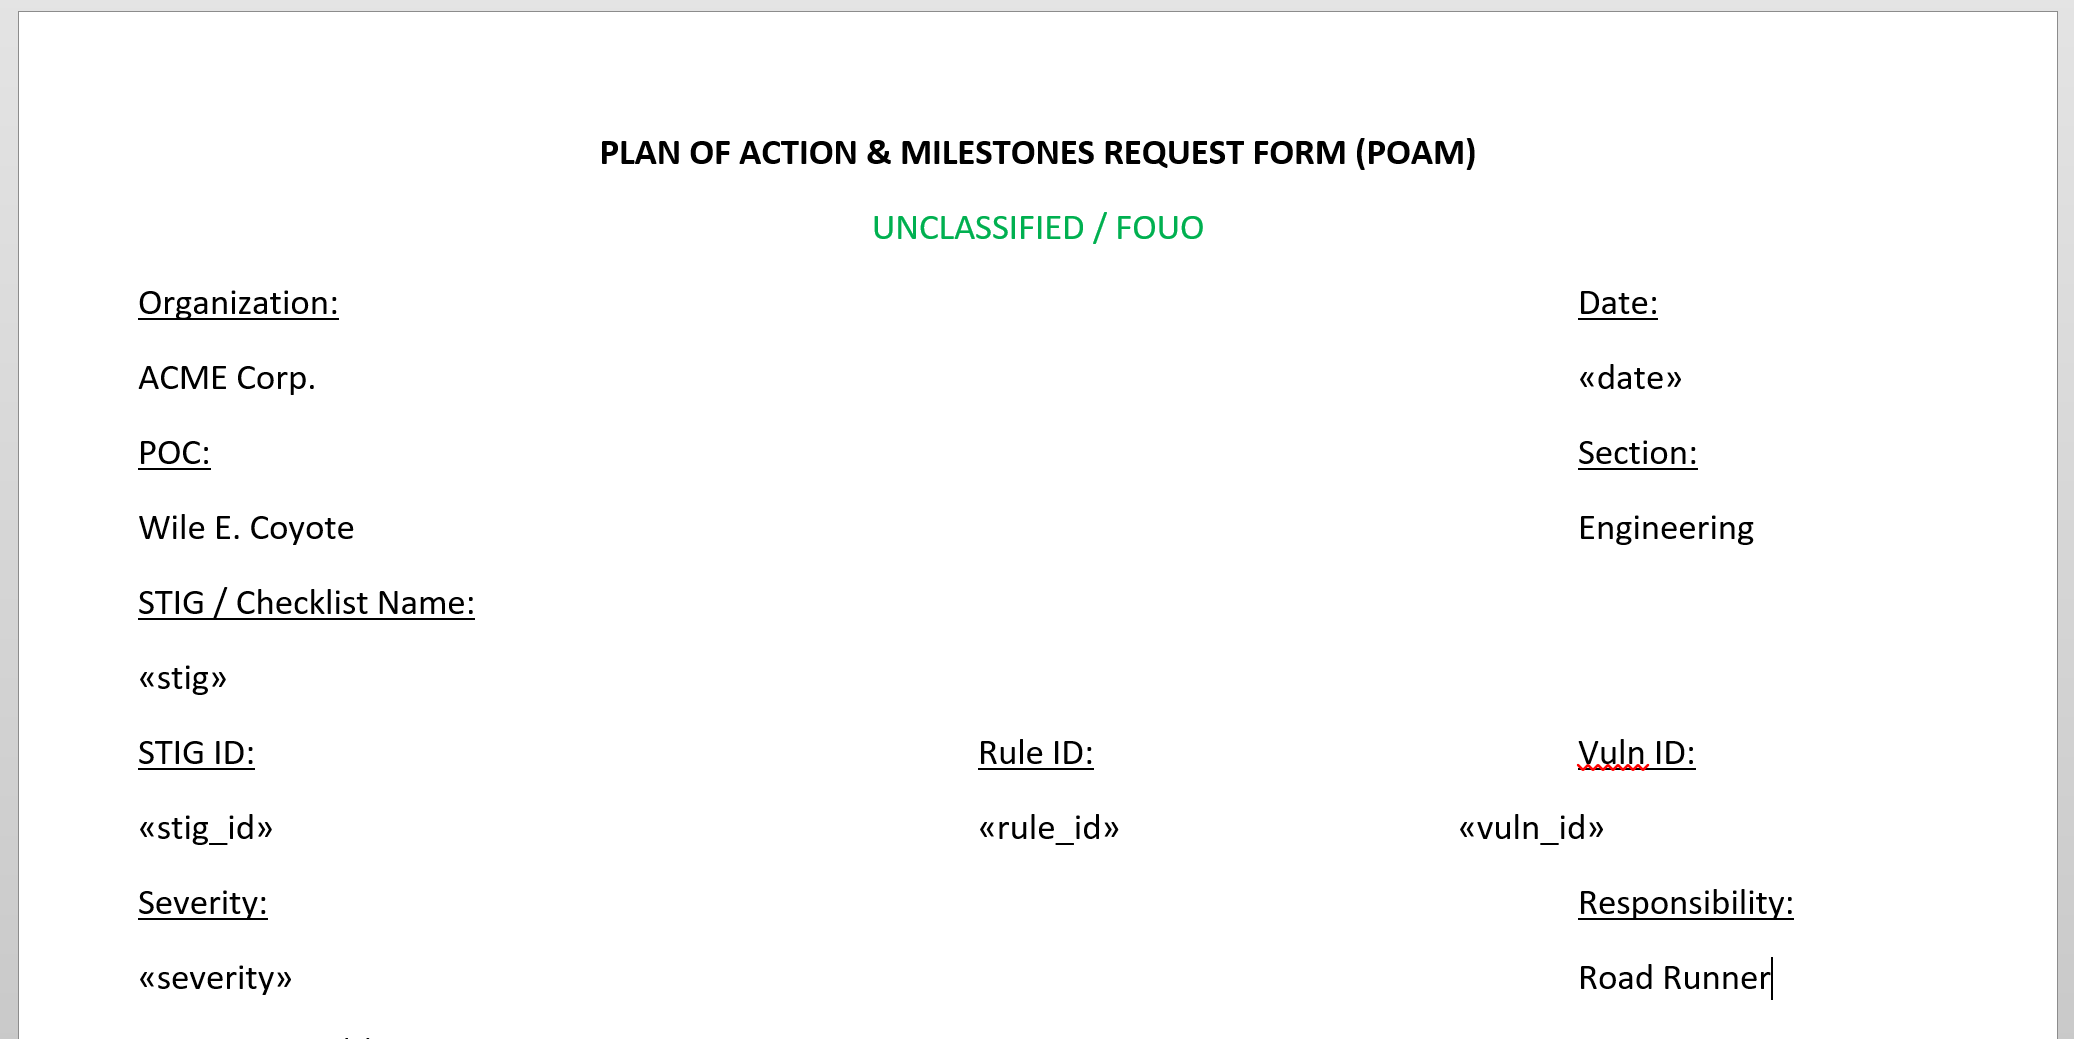 PLAN OF ACTION & MILESTONES REQUEST FORM (POAM)
UNCLASSIFIED / FOUO
Organization: Date:
ACME Corp. «date»
POC: Section:
Wile E. Coyote Engineering
STIG / Checklist Name:
«stig»
STIG ID: Rule ID: Vuln ID:
«stig_id» «rule_id» «vuln_id»
Severity: Responsibility:
«severity» Road Runner